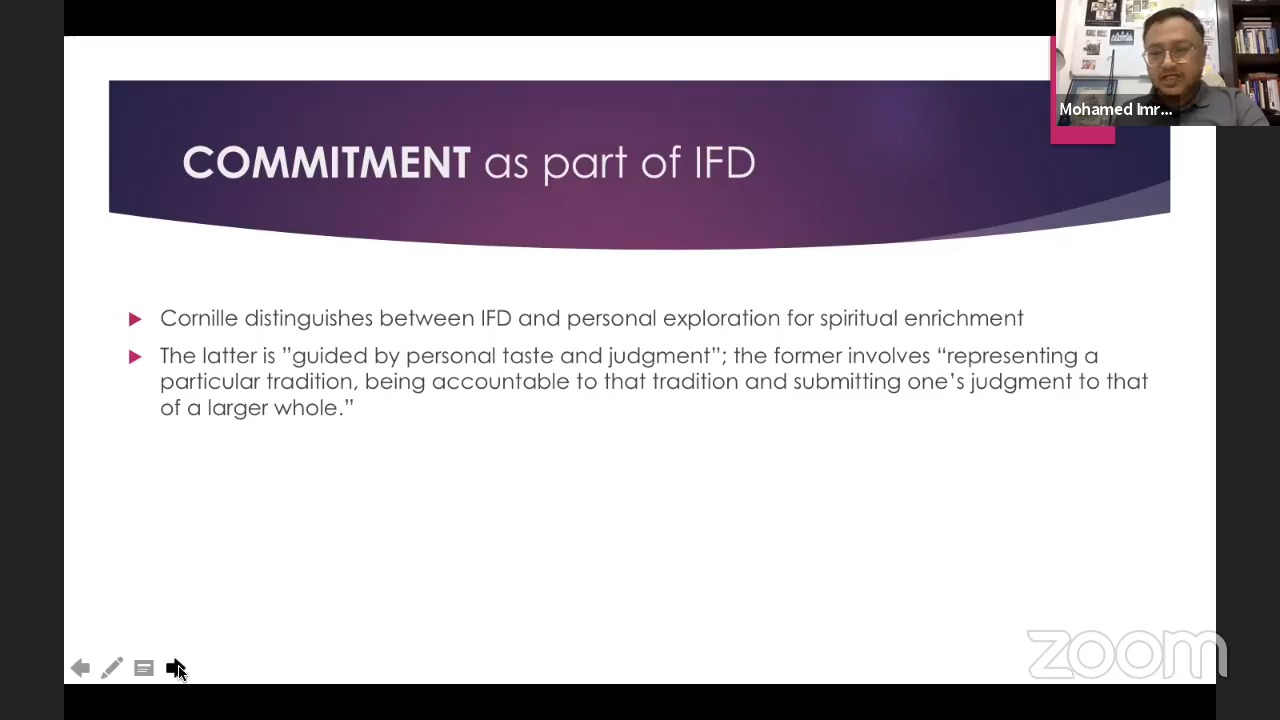 Mohamed Imr...
COMMITMENT as part of IFD
Cornille distinguishes between IFD and personal exploration for spiritual enrichment
The latter is ”guided by personal taste and judgment”; the former involves “representing a
particular tradition, being accountable to that tradition and submitting one’s judgment to that
of a larger whole.”
zoom